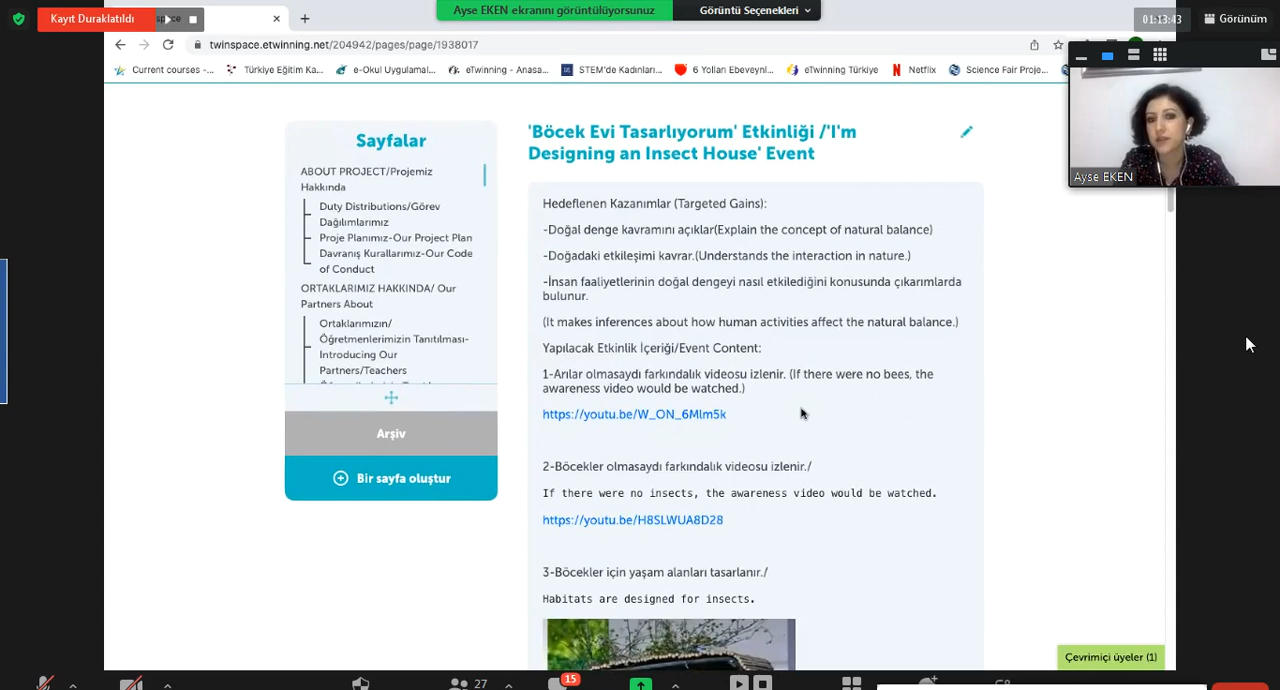 Kayıt Duraklatıldı
Ayse EKEN ekranını görüntülüyorsunuz
Görüntü Seçenekleri
01:13:43
Görünüm
twinspace.etwinning.net/204942/pages/page/1938017
Current courses -...
Türkiye Eğitim Ka...
e-Okul Uygulamal...
eTwinning - Anasa...
STEM'de Kadınları...
6 Yolları Ebeveynl...
eTwinning Türkiye
Netflix
Science Fair Proje...
Ayse EKEN
Sayfalar
ABOUT PROJECT/Projemiz
Hakkında
Duty Distributions/Görev
Dağılımlarımız
Proje Planımız-Our Project Plan
Davranış Kurallarımız-Our Code
of Conduct
ORTAKLARIMIZ HAKKINDA/ Our
Partners About
Ortaklarımızın/
Öğretmenlerimizin Tanıtılması-
Introducing Our
Partners/Teachers
Arşiv
Bir sayfa oluştur
'Böcek Evi Tasarlıyorum' Etkinliği /'I'm
Designing an Insect House' Event
Hedeflenen Kazanımlar (Targeted Gains):
-Doğal denge kavramını açıklar(Explain the concept of natural balance)
-Doğadaki etkileşimi kavrar.(Understands the interaction in nature.)
-İnsan faaliyetlerinin doğal dengeyi nasıl etkilediğini konusunda çıkarımlarda
bulunur.
(It makes inferences about how human activities affect the natural balance.)
Yapılacak Etkinlik İçeriği/Event Content:
1-Arılar olmasaydı farkındalık videosu izlenir. (If there were no bees, the
awareness video would be watched.)
https://youtu.be/W_ON_6Mlm5k
2-Böcekler olmasaydı farkındalık videosu izlenir./
If there were no insects, the awareness video would be watched.
https://youtu.be/H8SLWUA8D28
3-Böcekler için yaşam alanları tasarlanır./
Habitats are designed for insects.
Çevrimiçi üyeler (1)
27
15